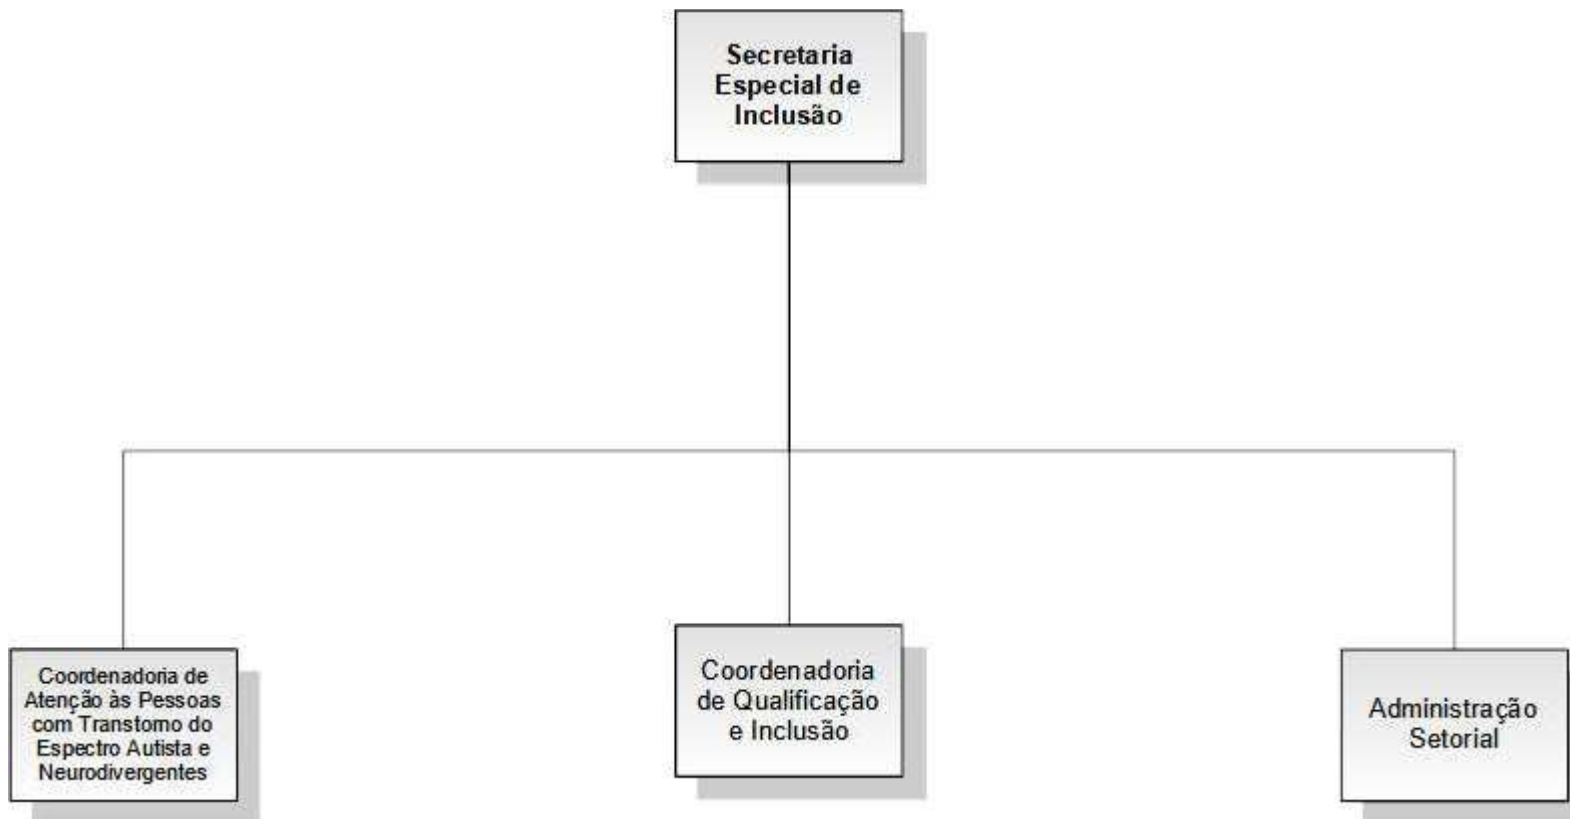 Secretaria
Especial de
Inclusão
Coordenadoria de
Atenção às Pessoas
com Transtorno do
Espectro Autista e
Neurodivergentes
Coordenadoria
de Qualificação
e Inclusão
Administração
Setorial